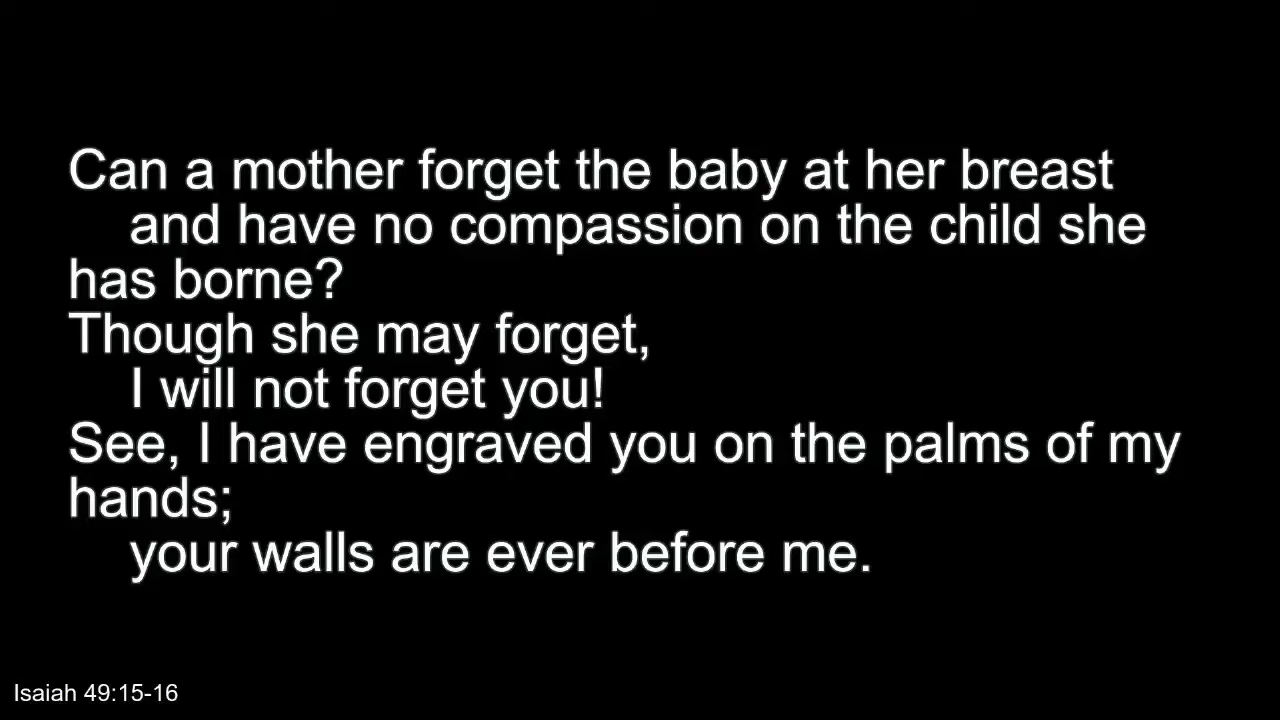 Can a mother forget the baby at her breast
and have no compassion on the child she
has borne?
Though she may forget,
I will not forget you!
See, I have engraved you on the palms of my
hands;
your walls are ever before me.
Isaiah 49:15-16